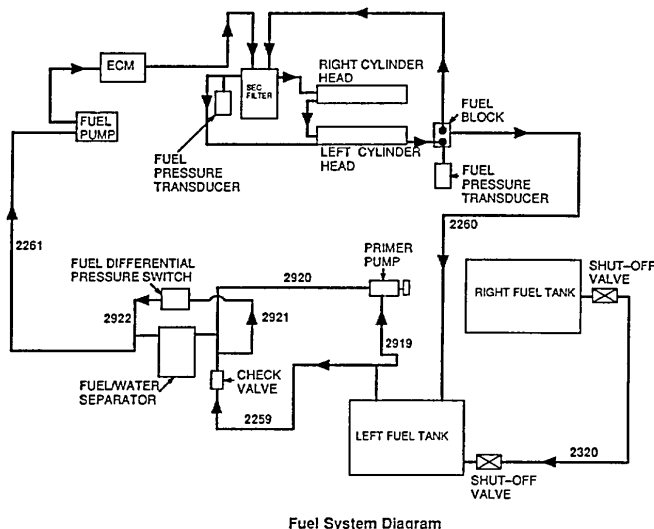 ECM
SEC
FILTER
RIGHT CYLINDER
HEAD
FUEL
PUMP
FUEL
BLOCK
FUEL
PRESSURE
TRANSDUCER
LEFT CYLINDER
HEAD
FUEL
PRESSURE
TRANSDUCER
2260
2261
PRIMER
PUMP
FUEL DIFFERENTIAL
PRESSURE SWITCH
2920
SHUT-OFF
VALVE
RIGHT FUEL TANK
2922
2921
2919
FUEL/WATER
SEPARATOR
CHECK
VALVE
2259
LEFT FUEL TANK
2320
SHUT-OFF
VALVE
Fuel System Diagram